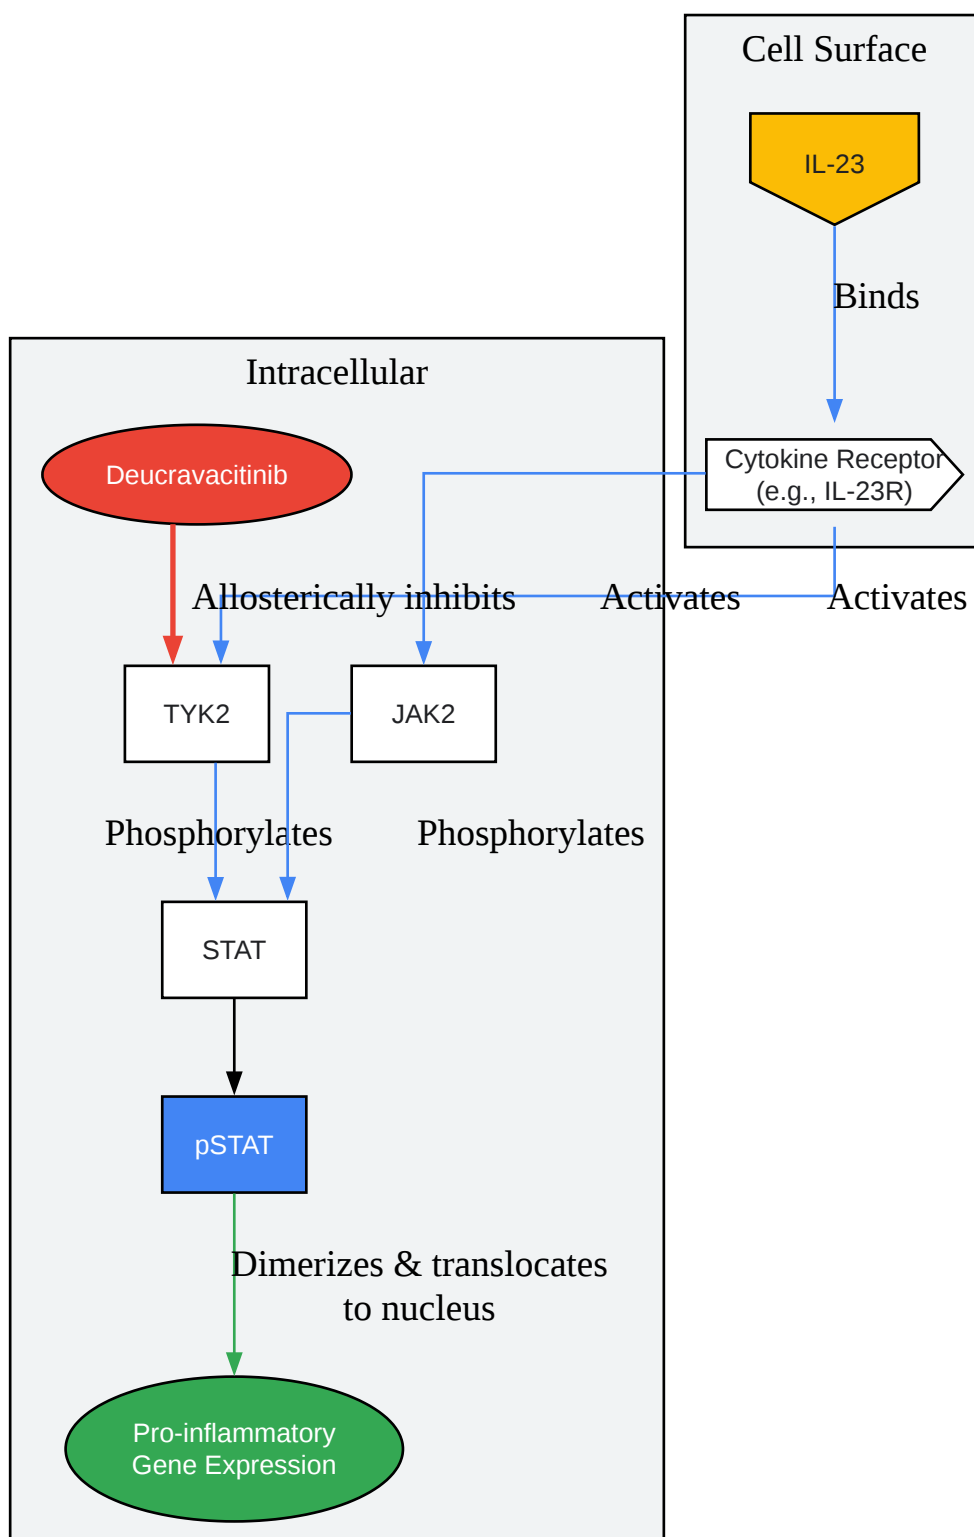 Cell Surface
IL-23
Binds
Intracellular
Deucravacitinib
Cytokine Receptor
(e.g., IL-23R)
Allosterically inhibits
Activates
Activates
TYK2
JAK2
Phosphorylates
Phosphorylates
STAT
pSTAT
Dimerizes & translocates
to nucleus
Pro-inflammatory
Gene Expression